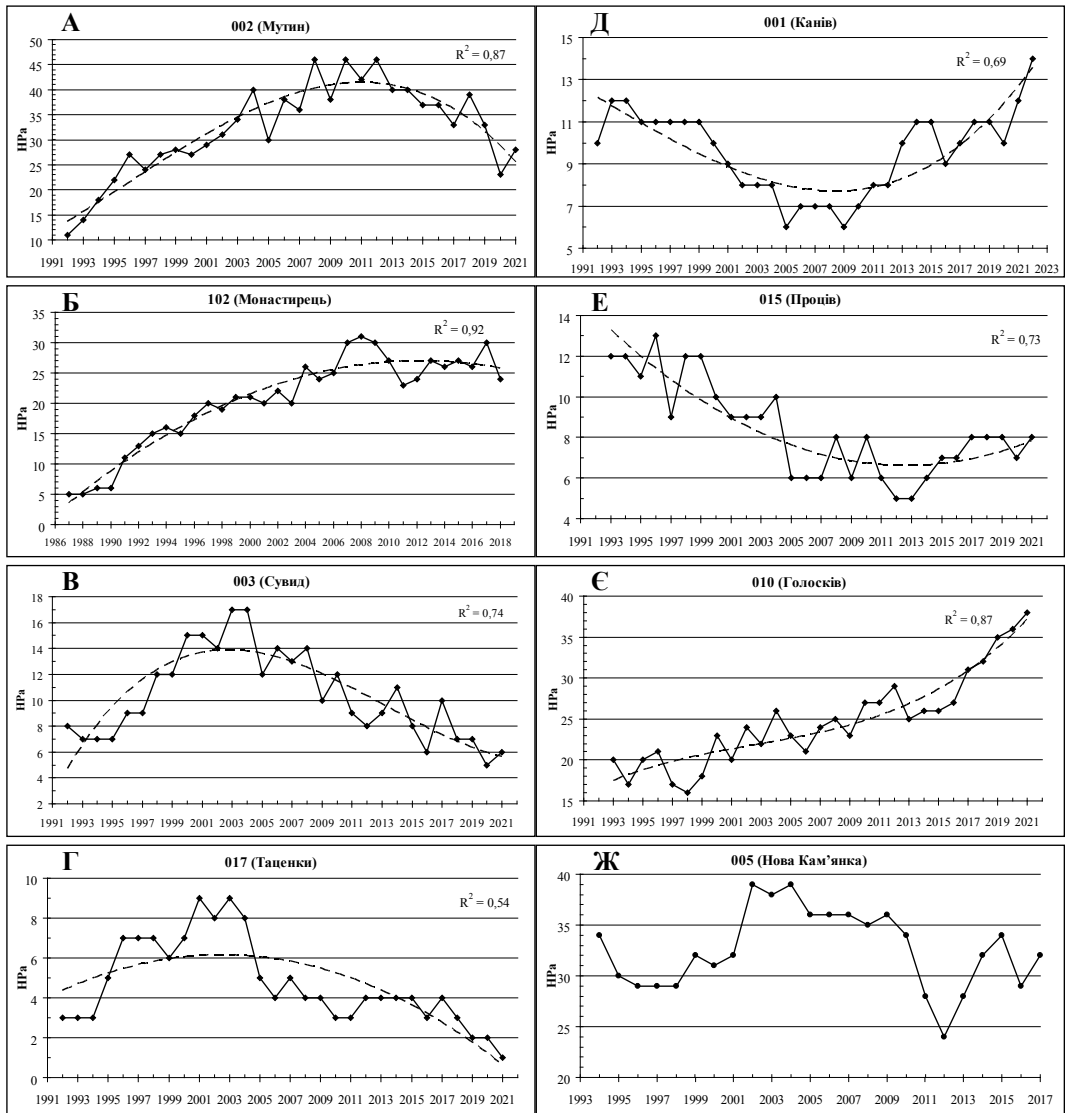 А
002 (Мутин)
R² = 0,87
HPa
50
45
40
35
30
25
20
15
10
1991 1993 1995 1997 1999 2001 2003 2005 2007 2009 2011 2013 2015 2017 2019 2021
Б
102 (Монастирець)
R² = 0,92
HPa
35
30
25
20
15
10
5
0
1986 1988 1990 1992 1994 1996 1998 2000 2002 2004 2006 2008 2010 2012 2014 2016 2018
В
003 (Сувид)
R² = 0,74
HPa
18
16
14
12
10
8
6
4
2
1991 1993 1995 1997 1999 2001 2003 2005 2007 2009 2011 2013 2015 2017 2019 2021
Г
017 (Таценки)
R² = 0,54
HPa
10
8
6
4
2
0
1991 1993 1995 1997 1999 2001 2003 2005 2007 2009 2011 2013 2015 2017 2019 2021
Д
001 (Канів)
R² = 0,69
HPa
15
13
11
9
7
5
1991 1993 1995 1997 1999 2001 2003 2005 2007 2009 2011 2013 2015 2017 2019 2021 2023
Е
015 (Проців)
R² = 0,73
HPa
14
12
10
8
6
4
1991 1993 1995 1997 1999 2001 2003 2005 2007 2009 2011 2013 2015 2017 2019 2021
Є
010 (Голосків)
R² = 0,87
HPa
40
35
30
25
20
15
1991 1993 1995 1997 1999 2001 2003 2005 2007 2009 2011 2013 2015 2017 2019 2021
Ж
005 (Нова Кам’янка)
HPa
40
35
30
25
20
1993 1995 1997 1999 2001 2003 2005 2007 2009 2011 2013 2015 2017